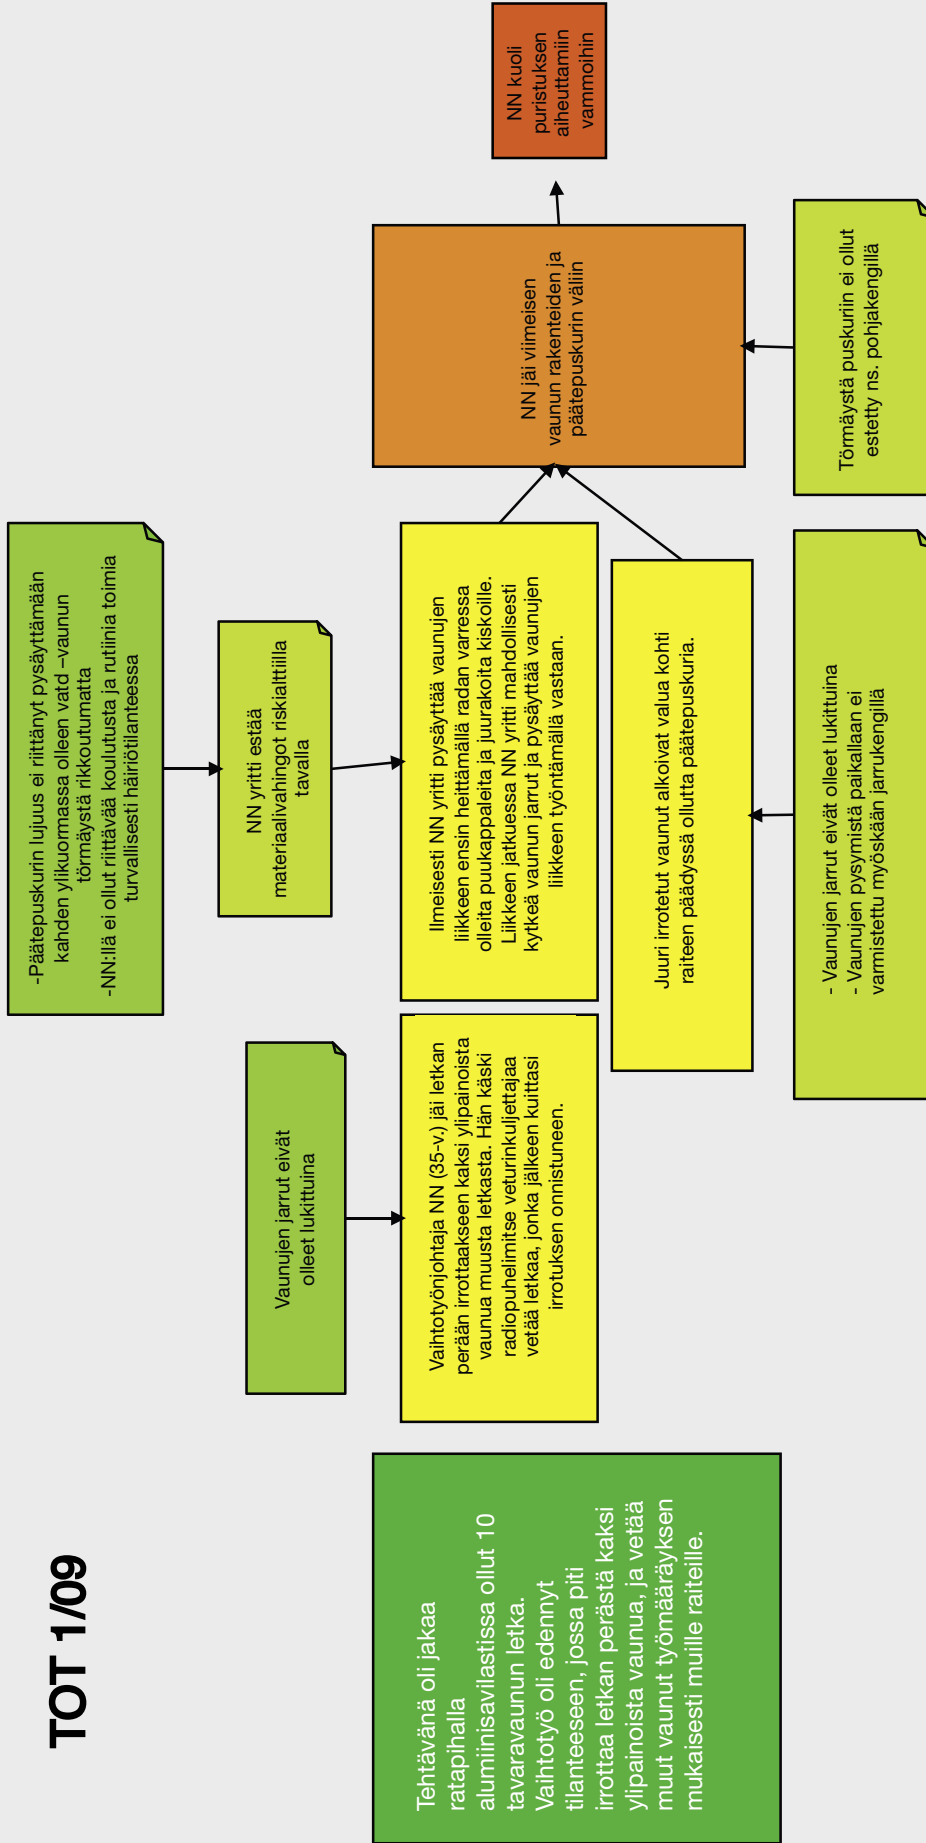 TOT 1/09
Tehtävänä oli jakaa
ratapihalla
alumiinisavilastissa ollut 10
tavaravaunun letka.
Vaihtotyö oli edennyt
tilanteeseen, jossa piti
irrottaa letkan perästä kaksi
ylipainoista vaunua, ja vetää
muut vaunut työmääräyksen
mukaisesti muille raiteille.
Vaunujen jarrut eivät
olleet lukittuina
Vaihtotyönjohtaja NN (35-v.) jäi letkan
perään irrottaakseen kaksi ylipainoista
vaunua muusta letkasta. Hän käski
radiopuhelimitse veturinkuljettajaa
vetää letkaa, jonka jälkeen kuittasi
irrotuksen onnistuneen.
-Päätepuskurin lujuus ei riittänyt pysäyttämään
kahden ylikuormassa olleen vatd –vaunun
törmäystä rikkoutumatta
-NN:llä ei ollut riittävää koulutusta ja rutiinia toimia
turvallisesti häiriötilanteessa
NN yritti estää
materiaalivahingot riskialttiilla
tavalla
Ilmeisesti NN yritti pysäyttää vaunujen
liikkeen ensin heittämällä radan varressa
olleita puukappaleita ja juurakoita kiskoille.
Liikkeen jatkuessa NN yritti mahdollisesti
kytkeä vaunun jarrut ja pysäyttää vaunujen
liikkeen työntämällä vastaan.
Juuri irrotetut vaunut alkoivat valua kohti
raiteen päädyssä ollutta päätepuskuria.
- Vaunujen jarrut eivät olleet lukittuina
- Vaunujen pysymistä paikallaan ei
varmistettu myöskään jarrukengillä
NN jäi viimeisen
vaunun rakenteiden ja
päätepuskurin väliin
Törmäystä puskuriin ei ollut
estetty ns. pohjakengillä
NN kuoli
puristuksen
aiheuttamiin
vammoihin